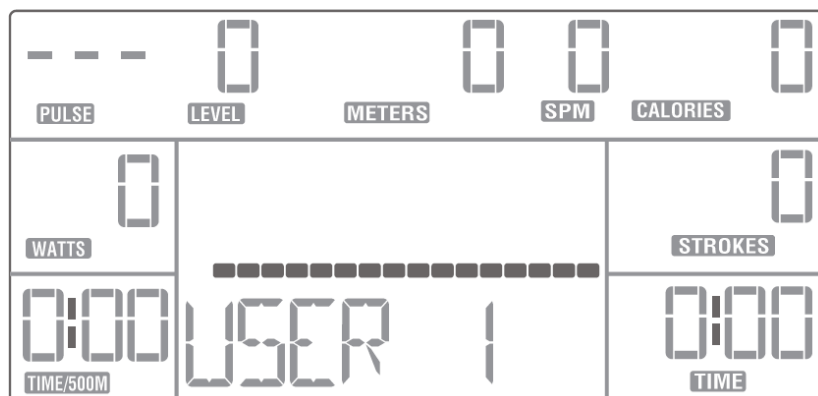 --- 0 0 0 0
PULSE LEVEL METERS SPM CALORIES
0 0
WATTS STROKES
0:00 USER 1 0:00
TIME/500M TIME